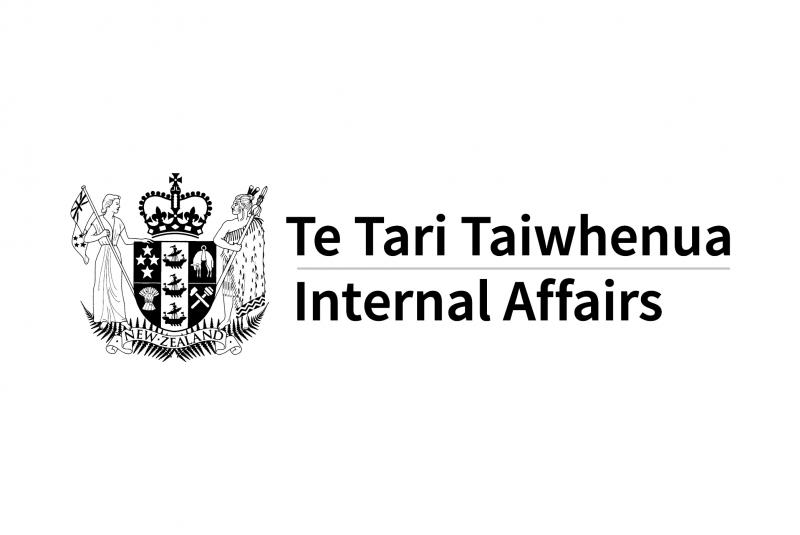 Te Tari Taiwhenua
Internal Affairs
NEW·ZEALAND